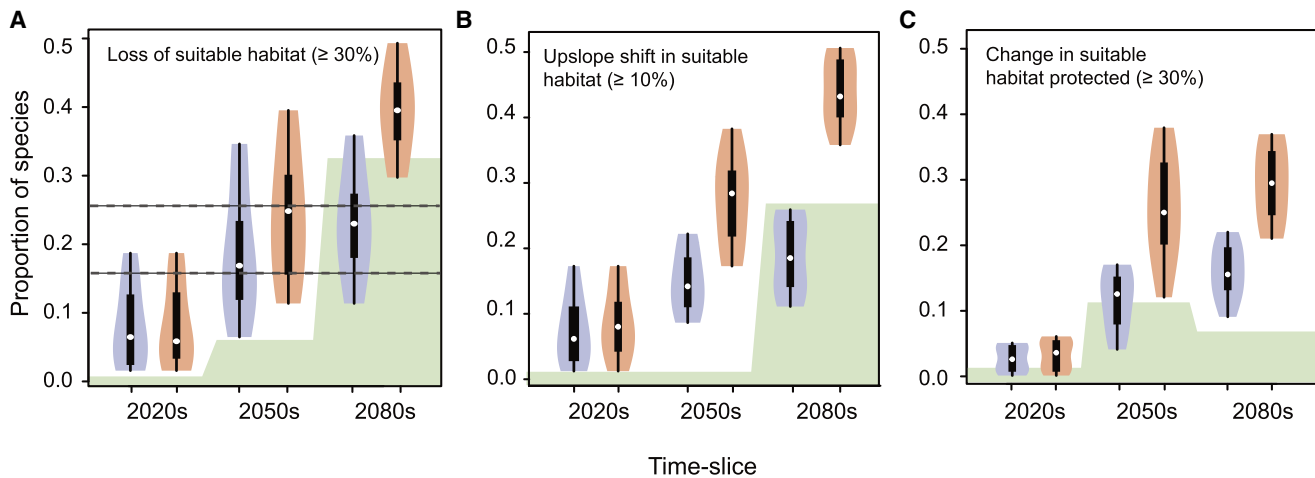 A
Loss of suitable habitat (≥ 30%)
0.5
0.4
0.3
0.2
0.1
0.0
Proportion of species
2020s
2050s
2080s
B
Upslope shift in suitable
habitat (≥ 10%)
0.5
0.4
0.3
0.2
0.1
0.0
2020s
2050s
2080s
C
Change in suitable
habitat protected (≥ 30%)
0.5
0.4
0.3
0.2
0.1
0.0
2020s
2050s
2080s
Time-slice